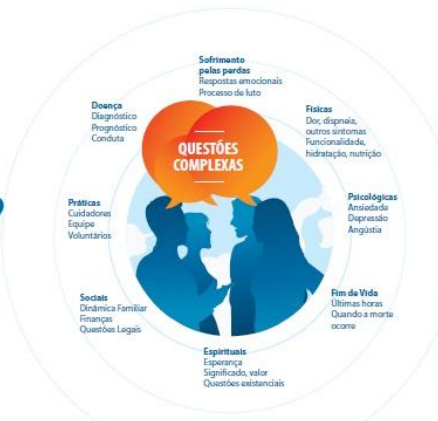 Sofrimento
pelas perdas
Respostas emocionais
Processo de luto
Doença
Diagnóstico
Prognóstico
Conduta
Físicas
Dor, dispneia,
outros sintomas
Funcionalidade,
hidratação, nutrição
QUESTÕES
COMPLEXAS
Práticas
Cuidadores
Equipe
Voluntários
Psicológicas
Ansiedade
Depressão
Angústia
Sociais
Dinâmica Familiar
Finanças
Questões Legais
Fim de Vida
Últimas horas
Quando a morte
ocorre
Espirituais
Esperança
Significado, valor
Questões existenciais